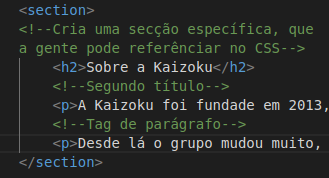 <section>
<!--Cria uma secção específica, que
a gente pode referênciar no CSS-->
<h2>Sobre a Kaizoku</h2>
<!--Segundo título-->
<p>A Kaizoku foi fundade em 2013,
<!--Tag de parágrafo-->
<p>Desde lá o grupo mudou muito,
</section>